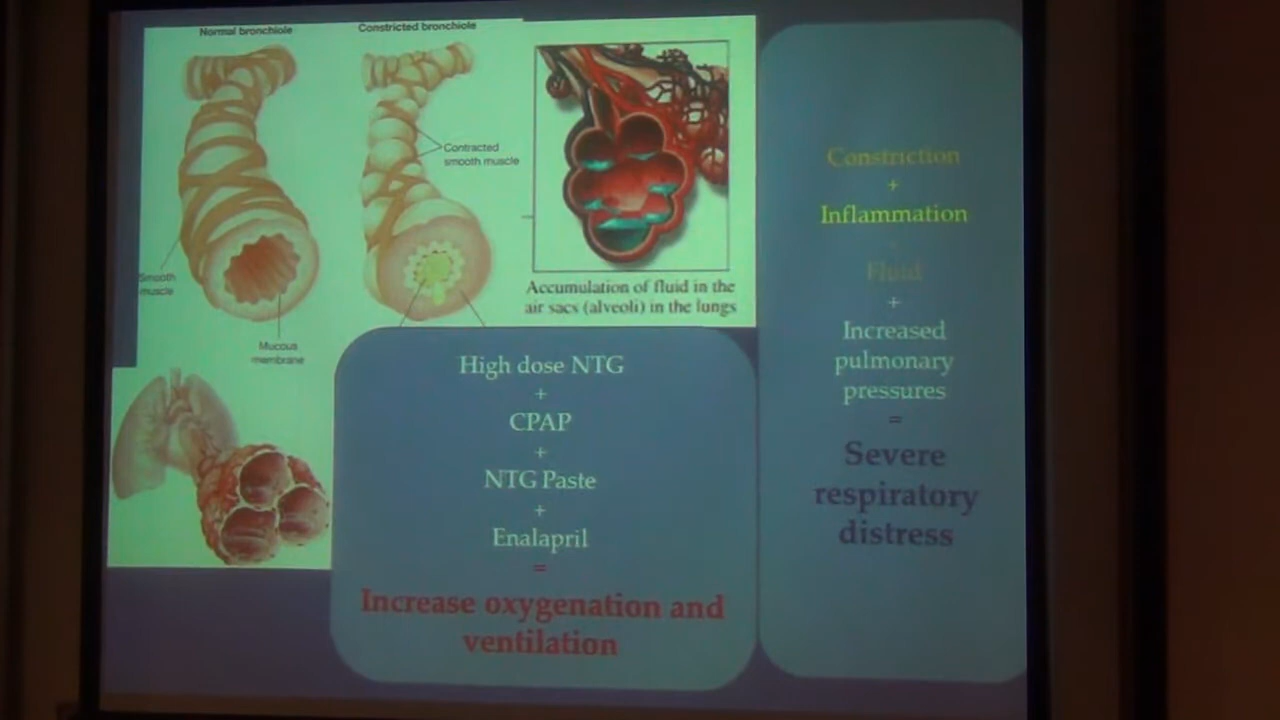 Normal bronchiole
Constricted bronchiole
Contracted
smooth muscle
Smooth
muscle
Mucous
membrane
Accumulation of fluid in the
air sacs (alveoli) in the lungs
High dose NTG
+
CPAP
+
NTG Paste
+
Enalapril
=
Increase oxygenation and
ventilation
Constriction
+
Inflammation
Fluid
+
Increased
pulmonary
pressures
=
Severe
respiratory
distress